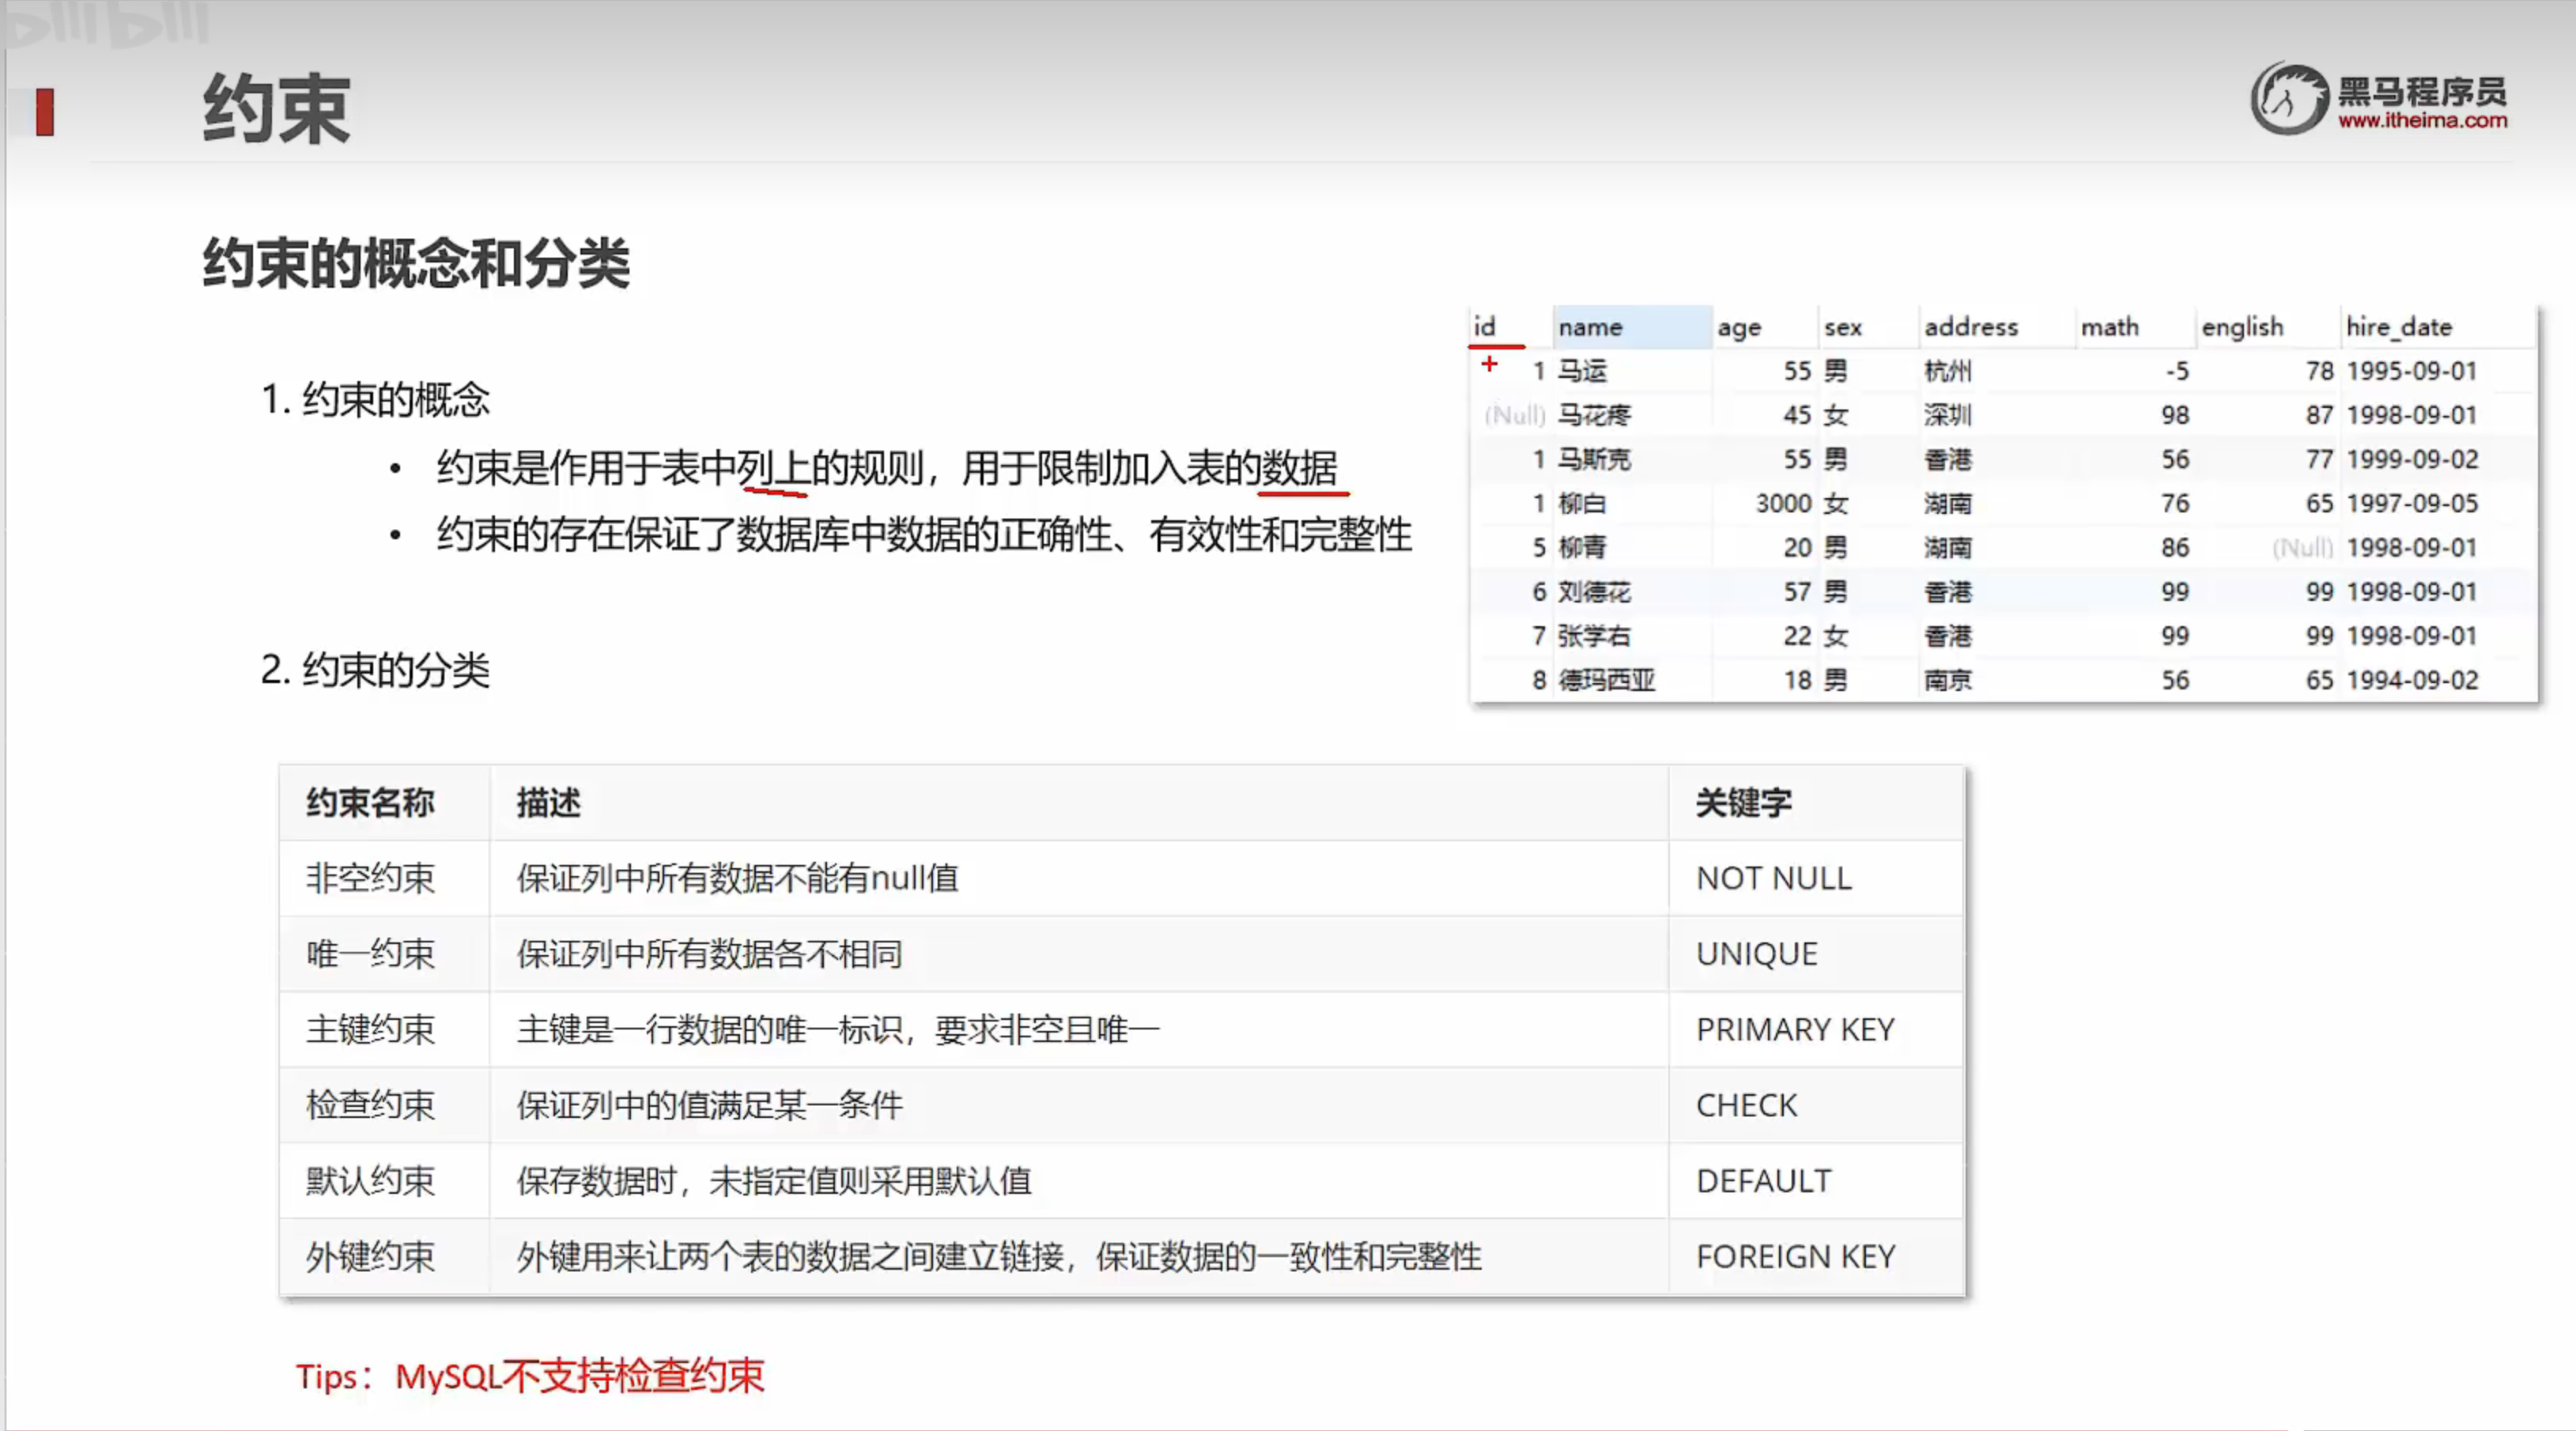 bilibili
约束
黑马程序员
www.itheima.com
约束的概念和分类
1. 约束的概念
• 约束是作用于表中列上的规则，用于限制加入表的数据
• 约束的存在保证了数据库中数据的正确性、有效性和完整性
2. 约束的分类
id name age sex address math english hire_date
1 马运 55 男 杭州 -5 78 1995-09-01
(Null) 马花疼 45 女 深圳 98 87 1998-09-01
1 马斯克 55 男 香港 56 77 1999-09-02
1 柳白 3000 女 湖南 76 65 1997-09-05
5 柳青 20 男 湖南 86 (Null) 1998-09-01
6 刘德花 57 男 香港 99 99 1998-09-01
7 张学右 22 女 香港 99 99 1998-09-01
8 德玛西亚 18 男 南京 56 65 1994-09-02
约束名称 描述 关键字
非空约束 保证列中所有数据不能有null值 NOT NULL
唯一约束 保证列中所有数据各不相同 UNIQUE
主键约束 主键是一行数据的唯一标识，要求非空且唯一 PRIMARY KEY
检查约束 保证列中的值满足某一条件 CHECK
默认约束 保存数据时，未指定值则采用默认值 DEFAULT
外键约束 外键用来让两个表的数据之间建立链接，保证数据的一致性和完整性 FOREIGN KEY
Tips：MySQL不支持检查约束